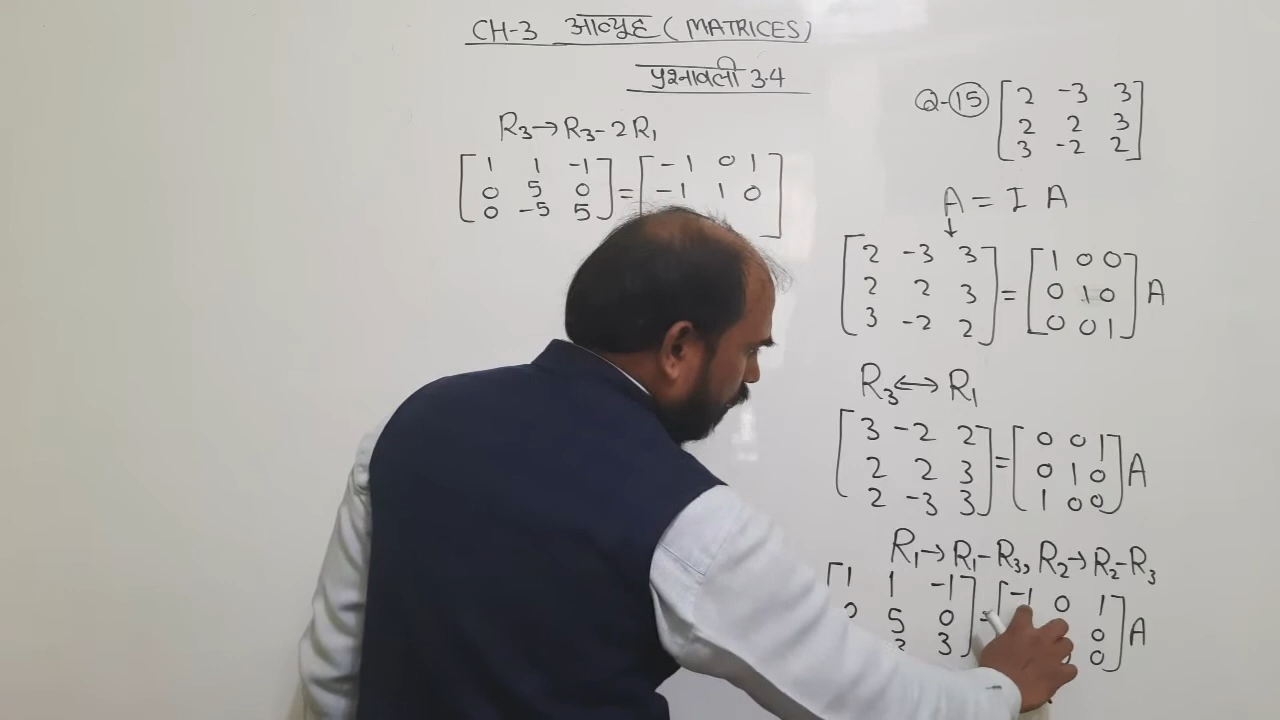 CH-3 आव्यूह (MATRICES)
प्रश्नावली 3.4
R3→R3-2R1
[1 1 -1] = [-1 0 1]
[0 5 0] [-1 1 0]
[0 -5 5]
Q-15 [2 -3 3]
[2 2 3]
[3 -2 2]
A = I A
↓
[2 -3 3] = [1 0 0] A
[2 2 3] [0 1 0]
[3 -2 2] [0 0 1]
R3↔R1
[3 -2 2] = [0 0 1] A
[2 2 3] [0 1 0]
[2 -3 3] [1 0 0]
R1→R1-R3, R2→R2-R3
[1 1 -1] = [-1 0 1] A
5 0 0
3 0